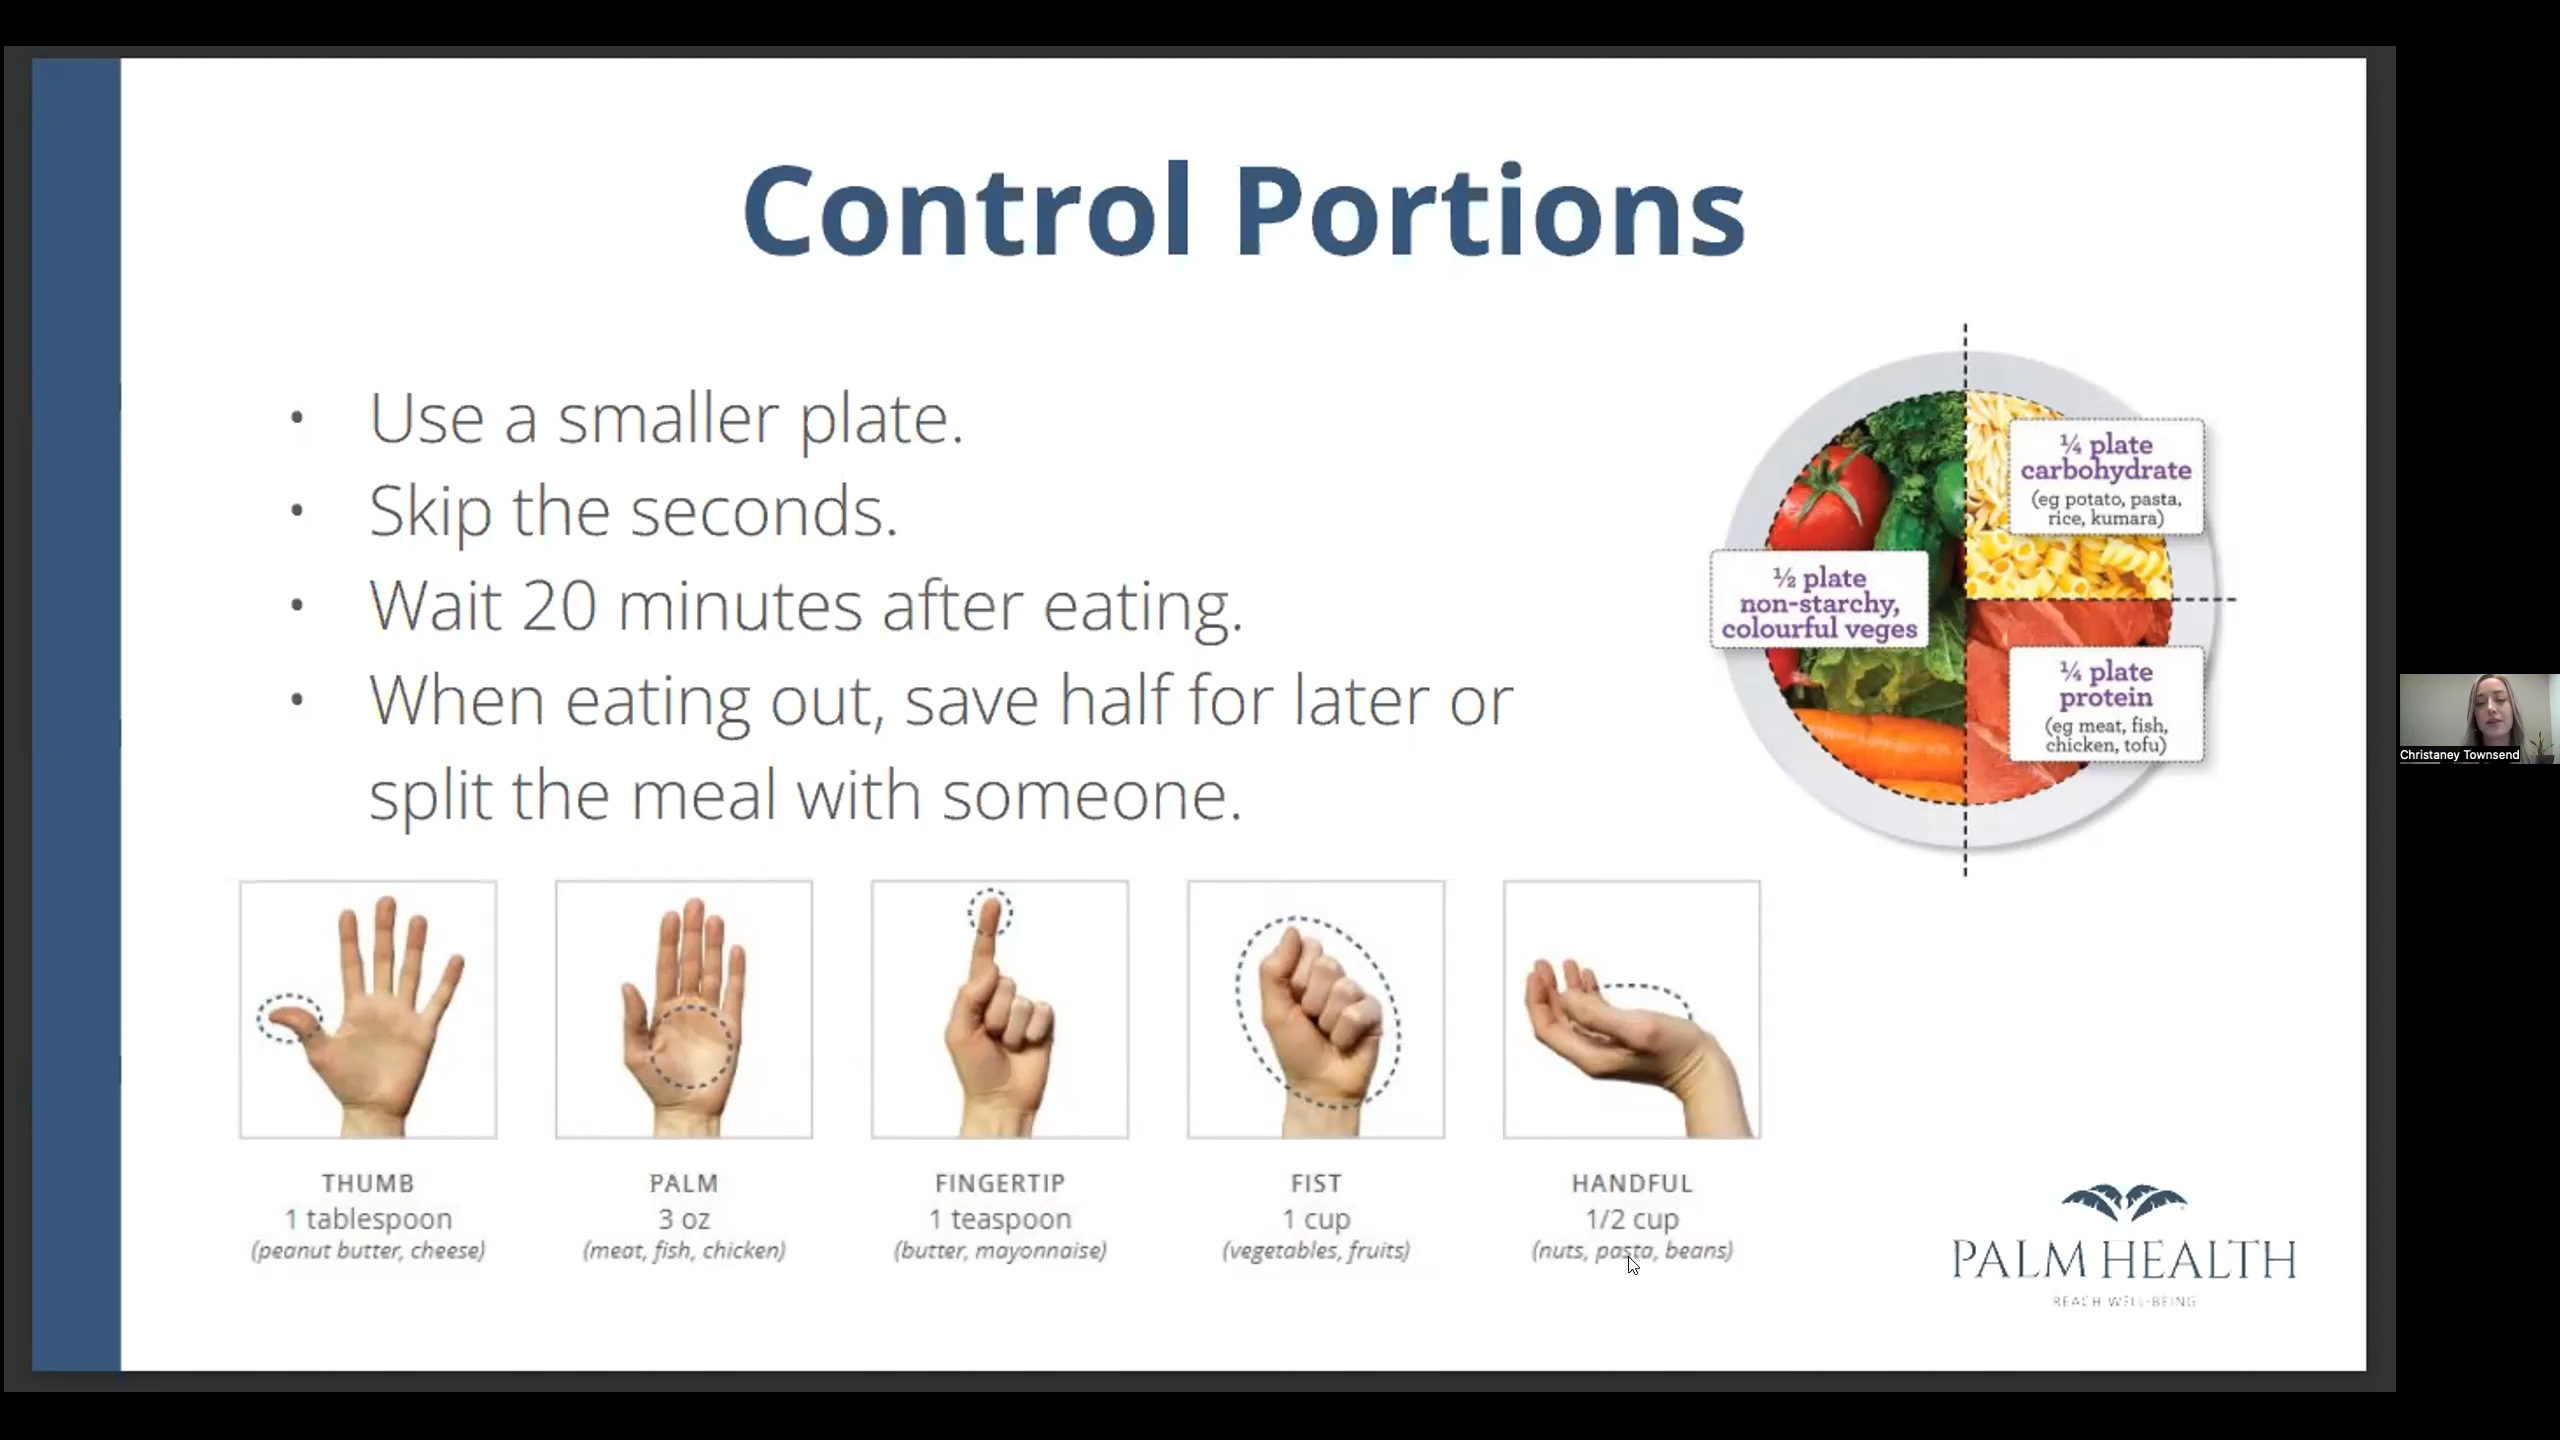 Control Portions
• Use a smaller plate.
• Skip the seconds.
• Wait 20 minutes after eating.
• When eating out, save half for later or
split the meal with someone.
¼ plate
carbohydrate
(eg potato, pasta,
rice, kumara)
½ plate
non-starchy,
colourful veges
¼ plate
protein
(eg meat, fish,
chicken, tofu)
Christaney Townsend
THUMB
1 tablespoon
(peanut butter, cheese)
PALM
3 oz
(meat, fish, chicken)
FINGERTIP
1 teaspoon
(butter, mayonnaise)
FIST
1 cup
(vegetables, fruits)
HANDFUL
1/2 cup
(nuts, pasta, beans)
PALM HEALTH
REACH WELL-BEING